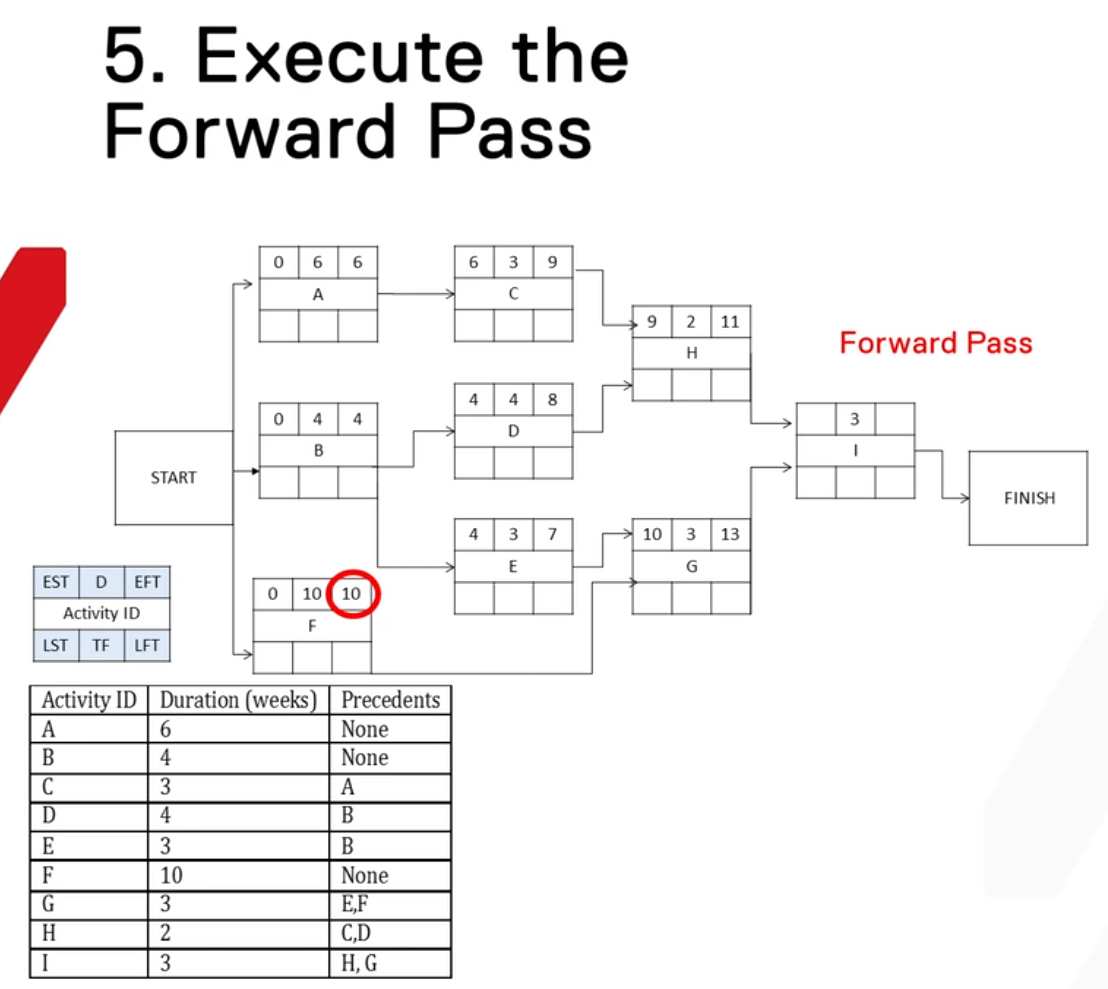 5. Execute the
Forward Pass
0 6 6
A
6 3 9
C
9 2 11
H
Forward Pass
4 4 8
D
0 4 4
B
3
I
START
FINISH
4 3 7
E
10 3 13
G
EST D EFT
Activity ID
LST TF LFT
0 10 10
F
Activity ID Duration (weeks) Precedents
A 6 None
B 4 None
C 3 A
D 4 B
E 3 B
F 10 None
G 3 E,F
H 2 C,D
I 3 H, G